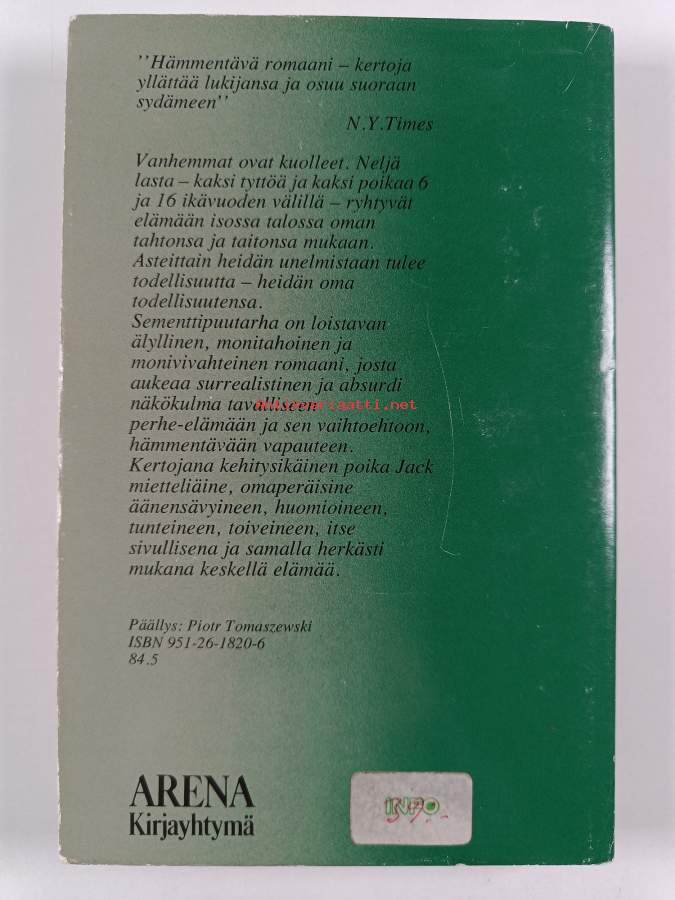 "Hämmentävä romaani – kertoja
yllättää lukijansa ja osuu suoraan
sydämeen"
N.Y.Times
Vanhemmat ovat kuolleet. Neljä
lasta – kaksi tyttöä ja kaksi poikaa 6
ja 16 ikävuoden välillä – ryhtyvät
elämään isossa talossa oman
tahtonsa ja taitonsa mukaan.
Asteittain heidän unelmistaan tulee
todellisuutta – heidän oma
todellisuutensa.
Sementtipuutarha on loistavan
älyllinen, monitahoinen ja
monivivahteinen romaani, josta
aukeaa surrealistinen ja absurdi
näkökulma tavalliseen
Antikvariaatti.net
perhe-elämään ja sen vaihtoehtoon,
hämmentävään vapauteen.
Kertojana kehitysikäinen poika Jack
mietteliäine, omaperäisine
äänensävyineen, huomioineen,
tunteineen, toiveineen, itse
sivullisena ja samalla herkästi
mukana keskellä elämää.
Päällys: Piotr Tomaszewski
ISBN 951-26-1820-6
84.5
ARENA
Kirjayhtymä
INFO